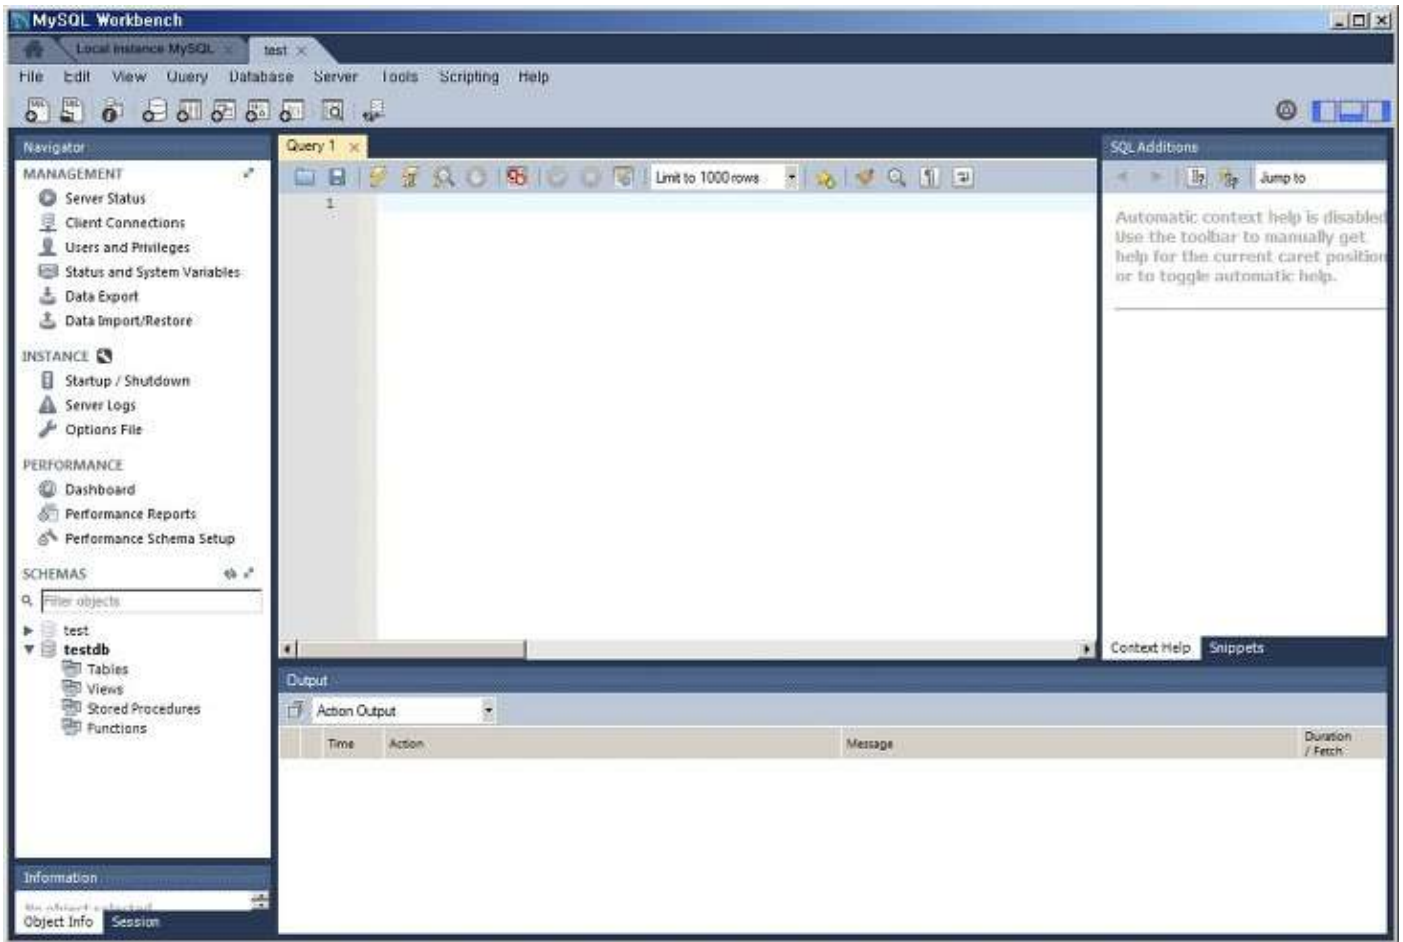 MySQL Workbench
Local instance MySQL
test
File Edit View Query Database Server Tools Scripting Help
Navigator
MANAGEMENT
Server Status
Client Connections
Users and Privileges
Status and System Variables
Data Export
Data Import/Restore
INSTANCE
Startup / Shutdown
Server Logs
Options File
PERFORMANCE
Dashboard
Performance Reports
Performance Schema Setup
SCHEMAS
Filter objects
test
testdb
Tables
Views
Stored Procedures
Functions
Information
No object selected
Object Info Session
Query 1
Limit to 1000 rows
1
SQL Additions
Jump to
Automatic context help is disabled
Use the toolbar to manually get
help for the current caret position
or to toggle automatic help.
Context Help Snippets
Output
Action Output
Time Action Message Duration
/ Fetch